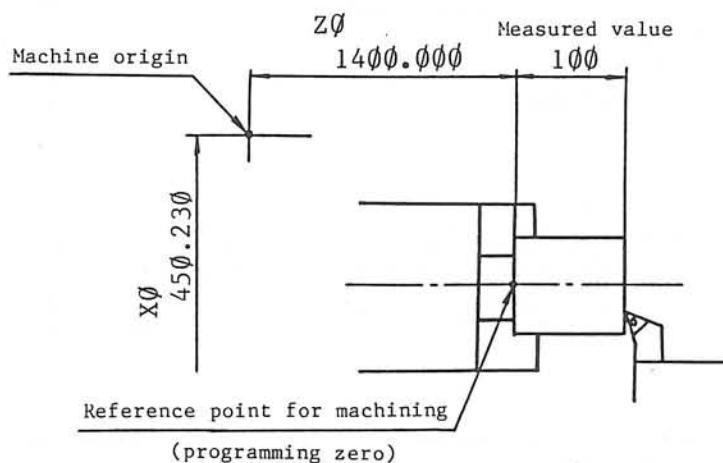 ZØ
Measured value
Machine origin
14ØØ.ØØØ
1ØØ
XØ
45Ø.23Ø
Reference point for machining
(programming zero)